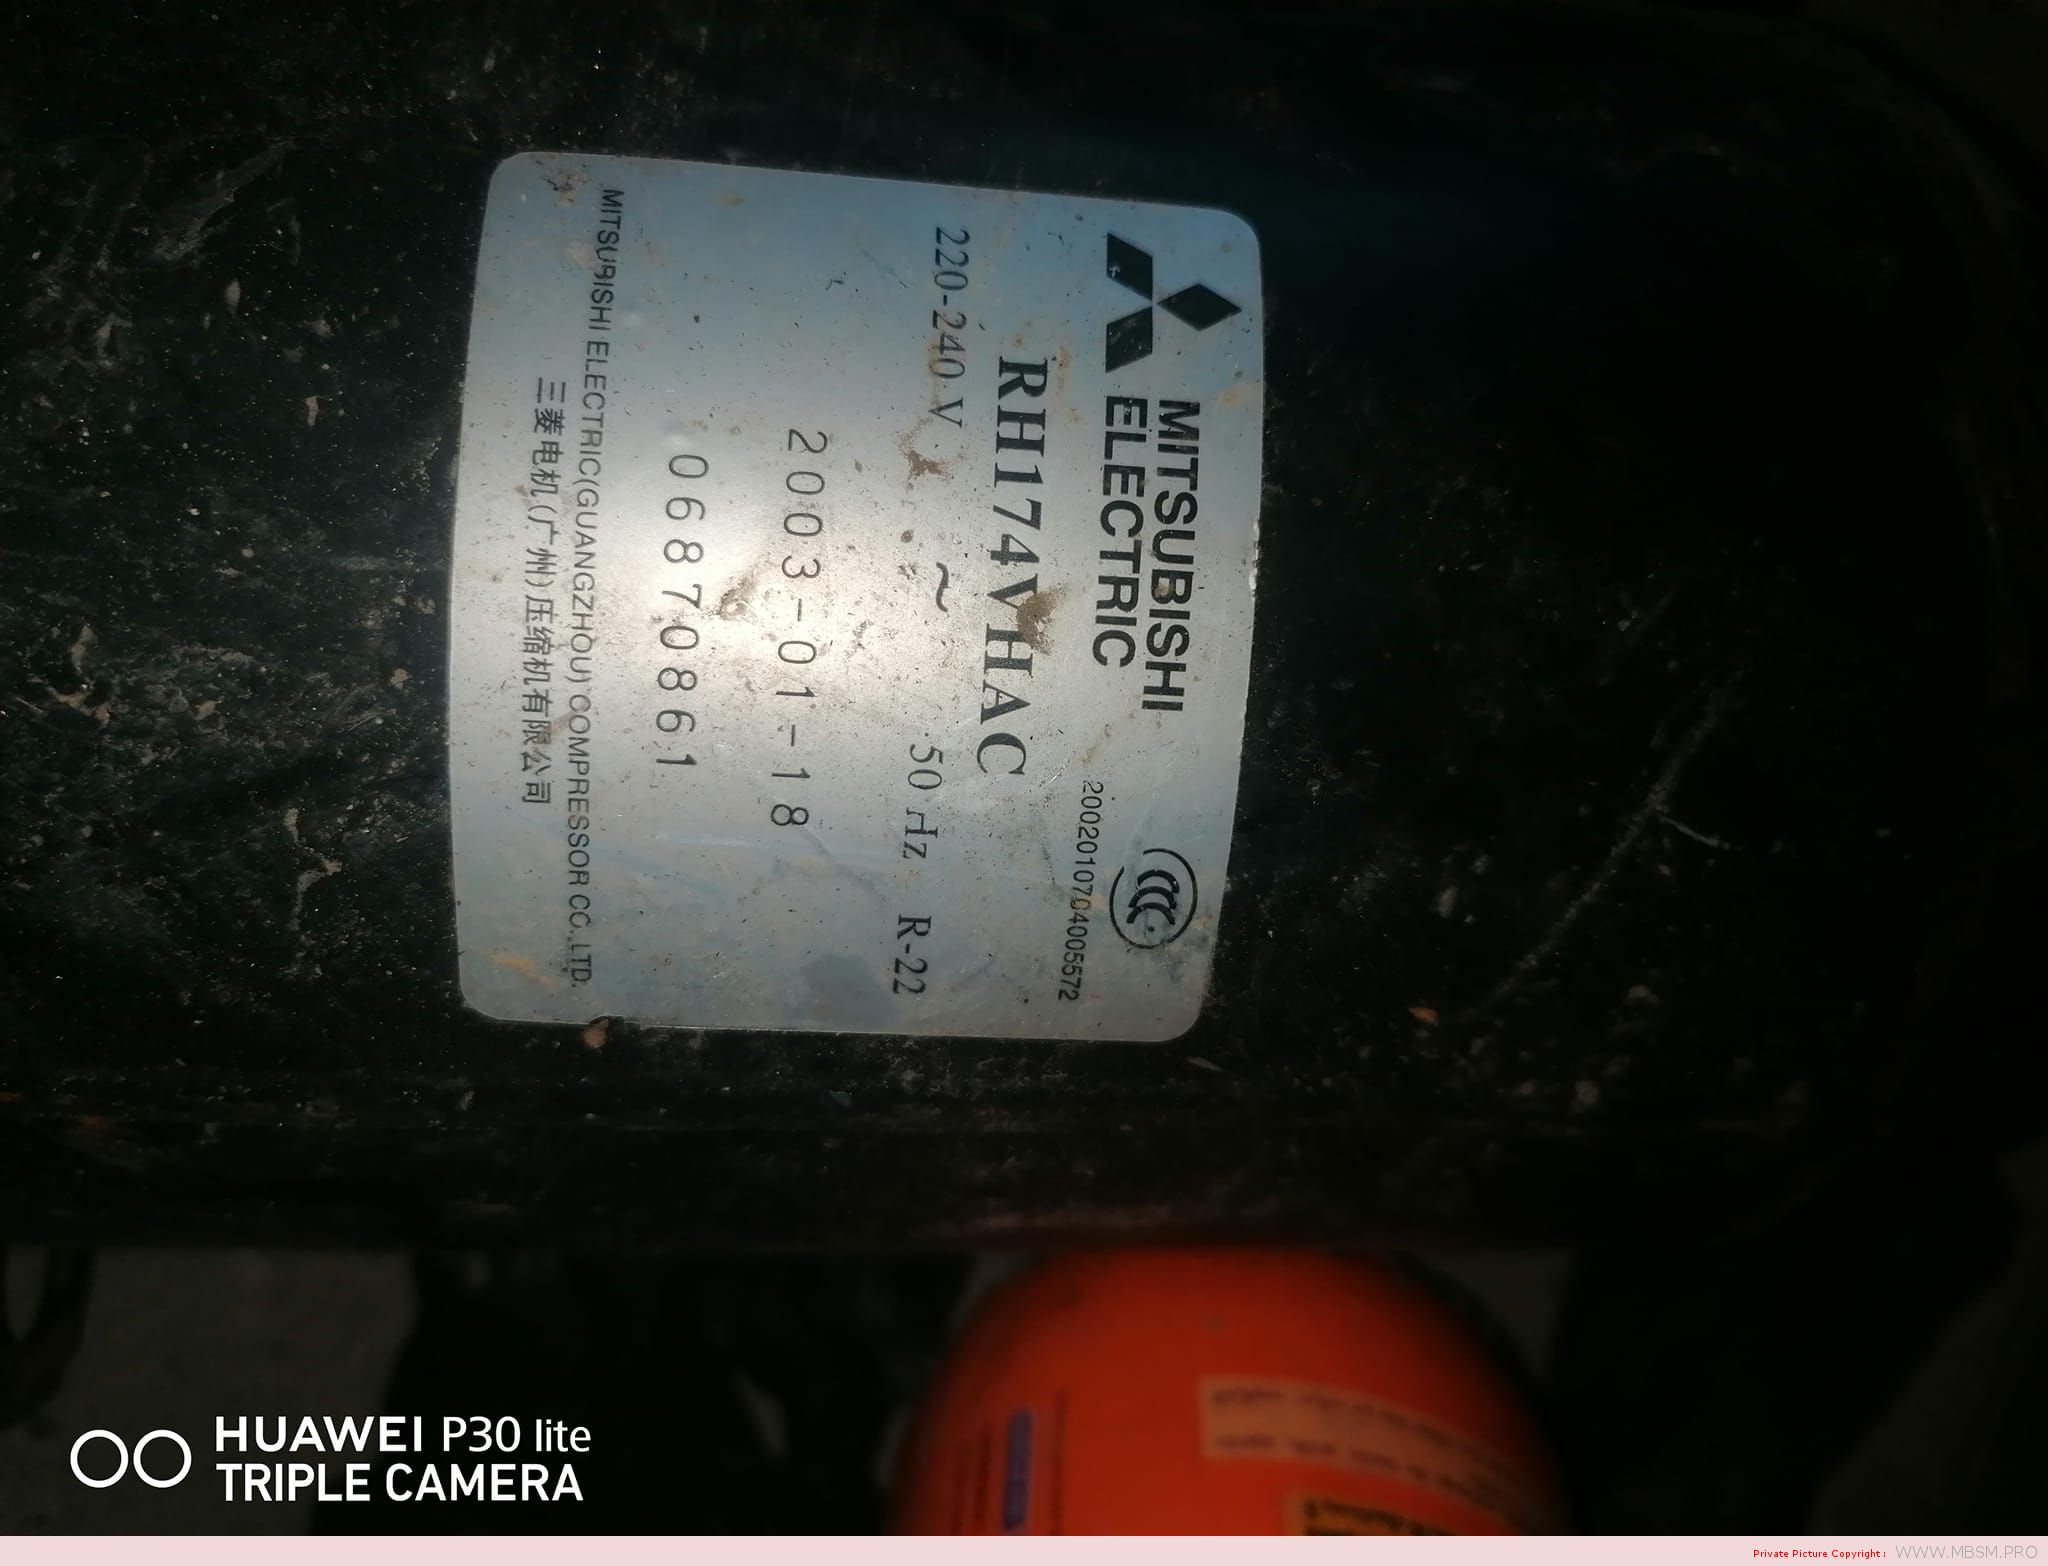 MITSUBISHI
ELECTRIC
2002010704005572
RH174VHAC
220-240 V ~ 50 Hz R-22
2003-01-18
06870861
MITSUBISHI ELECTRIC(GUANGZHOU) COMPRESSOR CO.,LTD.
三菱电机(广州)压缩机有限公司
HUAWEI P30 lite
TRIPLE CAMERA
Private Picture Copyright : WWW.MBSM.PRO